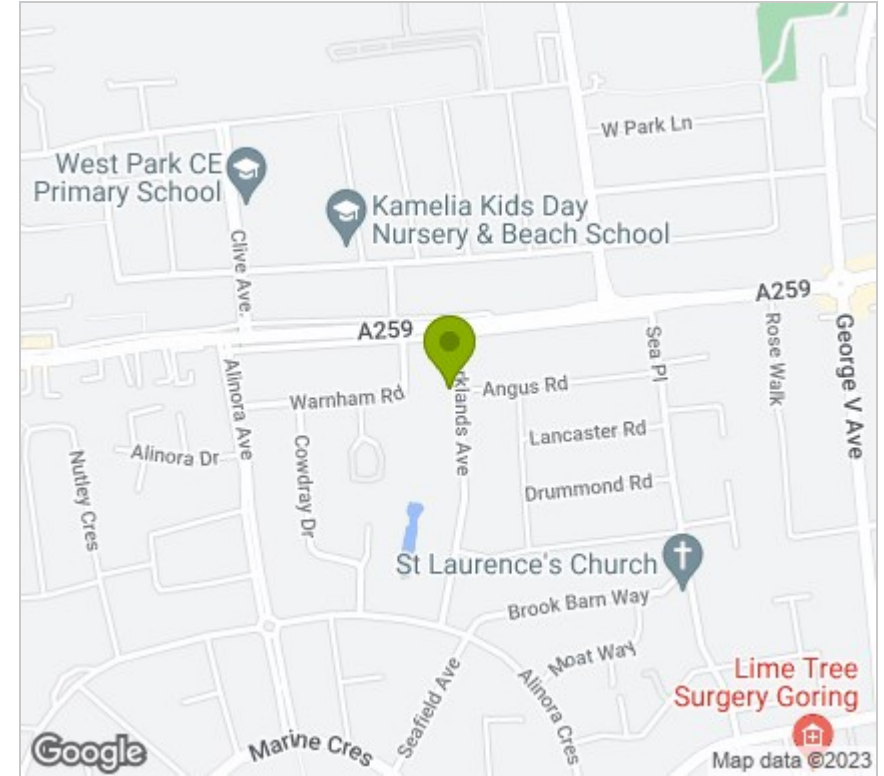 W Park Ln
West Park CE
Primary School
Kamelia Kids Day
Nursery & Beach School
Clive Ave.
A259
A259
Sea Pl
Rose Walk
George V Ave
Alinora Ave
Warnham Rd
rklands Ave
Angus Rd
Lancaster Rd
Drummond Rd
Alinora Dr
Cowdray Dr
Nutley Cres
St Laurence's Church
Brook Barn Way
Moat Way
Seafield Ave
Alinora Cres
Lime Tree
Surgery Goring
Marine Cres
Google
Map data ©2023